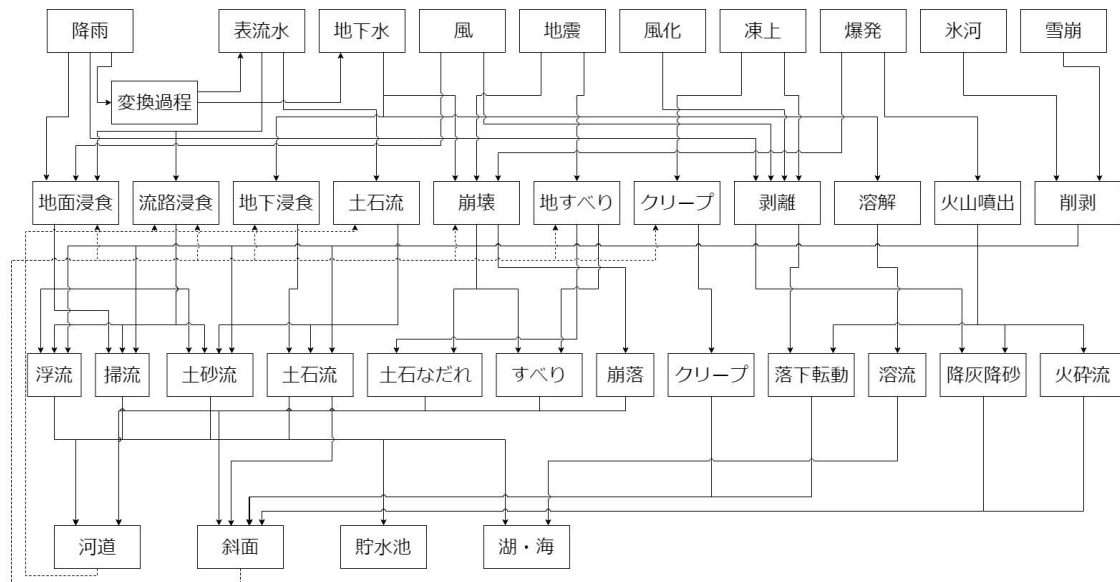 降雨
表流水
地下水
風
地震
風化
凍上
爆発
氷河
雪崩
変換過程
地面浸食
流路浸食
地下浸食
土石流
崩壊
地すべり
クリープ
剥離
溶解
火山噴出
削剥
浮流
掃流
土砂流
土石流
土石なだれ
すべり
崩落
クリープ
落下転動
溶流
降灰降砂
火砕流
河道
斜面
貯水池
湖・海